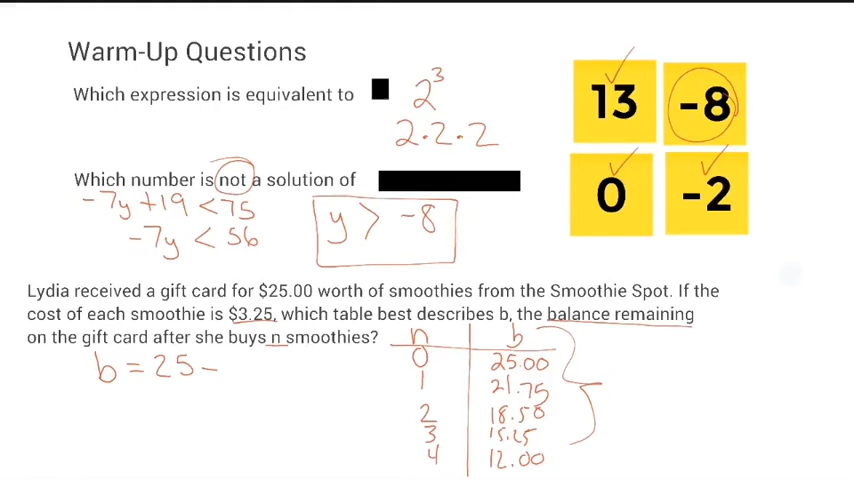 Warm-Up Questions
Which expression is equivalent to
2³
2·2·2
Which number is not a solution of
-7y +19 < 75
-7y < 56
y > -8
13 -8
0 -2
Lydia received a gift card for $25.00 worth of smoothies from the Smoothie Spot. If the
cost of each smoothie is $3.25, which table best describes b, the balance remaining
on the gift card after she buys n smoothies?
b = 25 -
n b
0 25.00
1 21.75
2 18.50
3 15.25
4 12.00